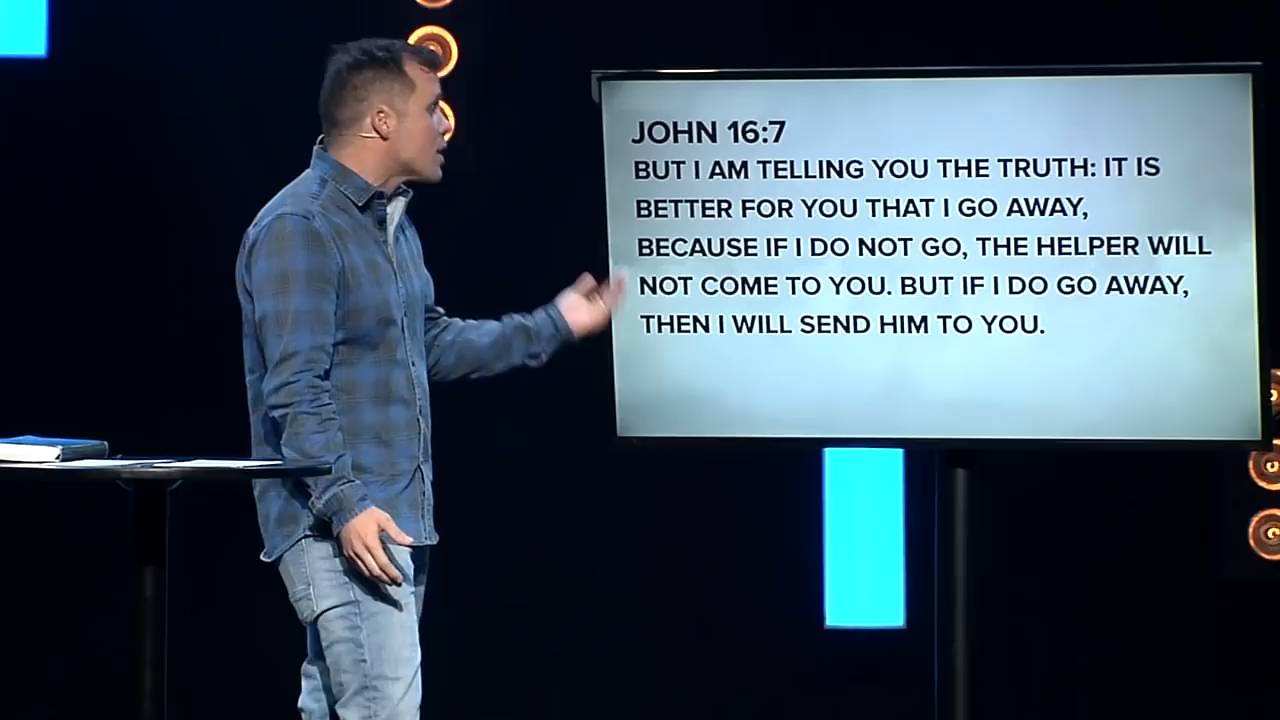 JOHN 16:7
BUT I AM TELLING YOU THE TRUTH: IT IS
BETTER FOR YOU THAT I GO AWAY,
BECAUSE IF I DO NOT GO, THE HELPER WILL
NOT COME TO YOU. BUT IF I DO GO AWAY,
THEN I WILL SEND HIM TO YOU.